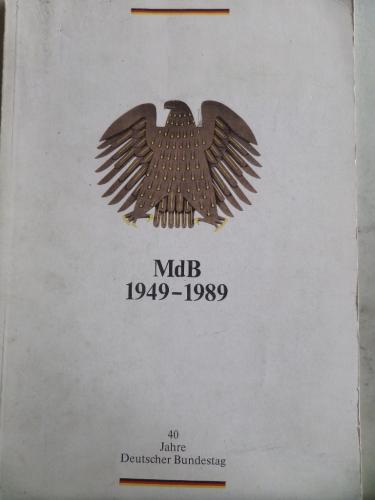 MdB
1949–1989
40
Jahre
Deutscher Bundestag